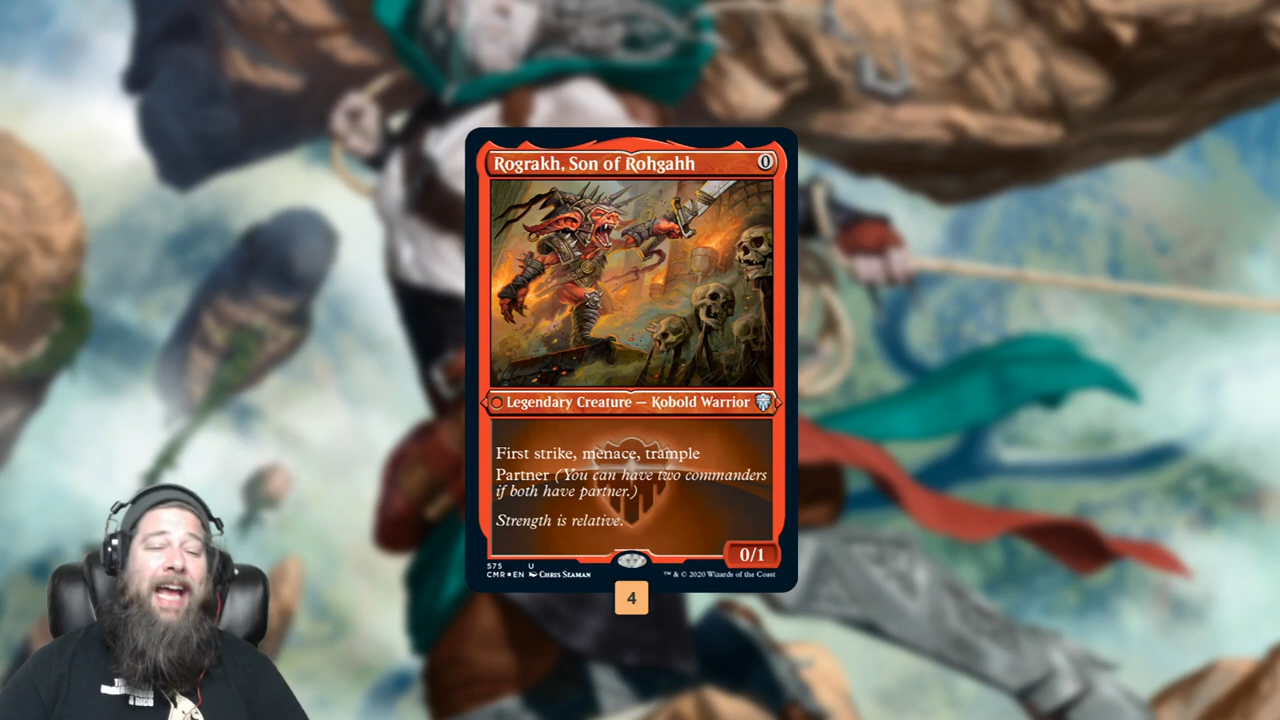 Rograkh, Son of Rohgahh
0
Legendary Creature — Kobold Warrior
First strike, menace, trample
Partner (You can have two commanders
if both have partner.)
Strength is relative.
0/1
575 U
CMR★EN Chris Seaman
™ & © 2020 Wizards of the Coast
4